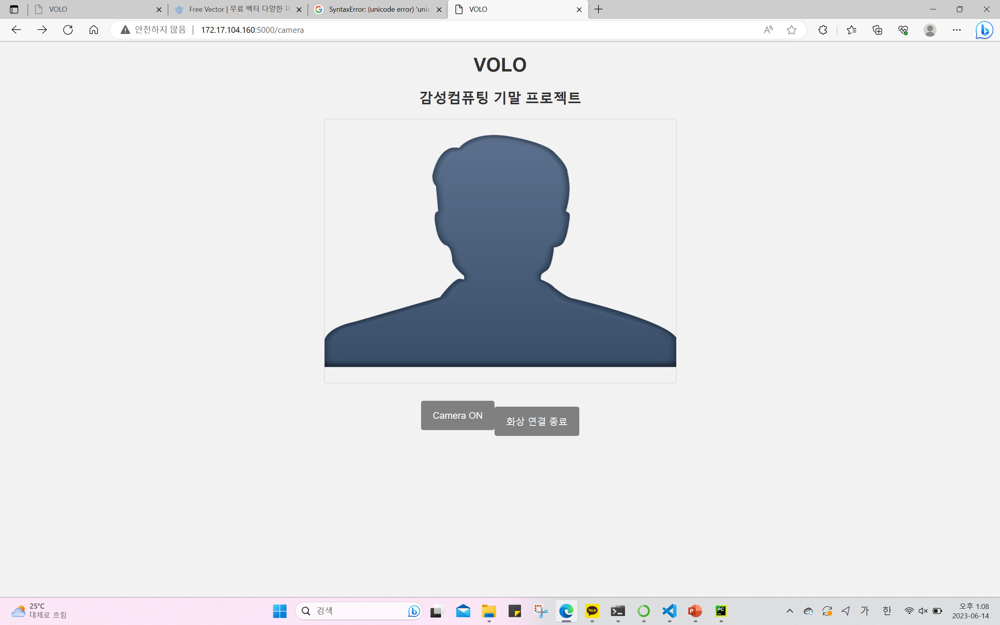 VOLO
Free Vector | 무료 벡터 다양한 퍼
SyntaxError: (unicode error) 'unic
VOLO
안전하지 않음
172.17.104.160:5000/camera
VOLO
감성컴퓨팅 기말 프로젝트
Camera ON
화상 연결 종료
25°C
대체로 흐림
검색
TALK
P
PC
가
한
오후 1:08
2023-06-14